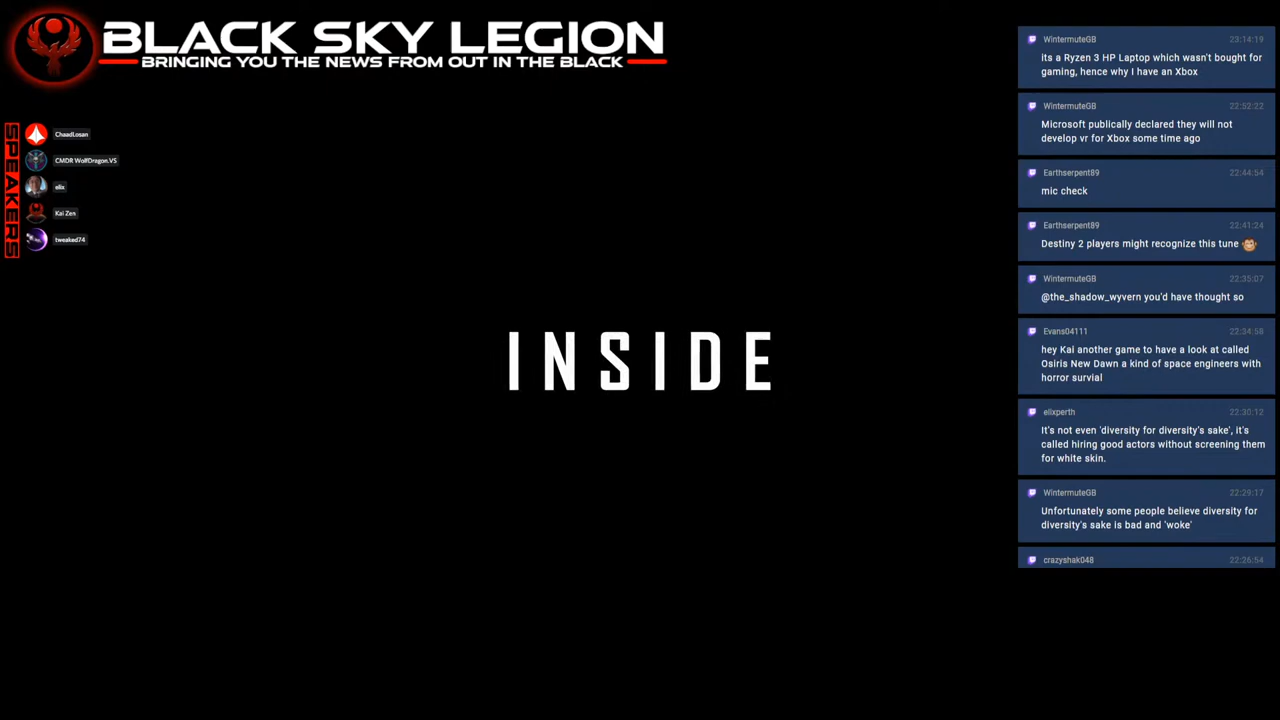 BLACK SKY LEGION
BRINGING YOU THE NEWS FROM OUT IN THE BLACK
SPEAKERS
ChaadLosan
CMDR WolfDragon.VS
elix
Kai Zen
tweaked74
INSIDE
WintermuteGB 23:14:19
its a Ryzen 3 HP Laptop which wasn't bought for
gaming, hence why I have an Xbox
WintermuteGB 22:52:22
Microsoft publically declared they will not
develop vr for Xbox some time ago
Earthserpent89 22:44:54
mic check
Earthserpent89 22:41:24
Destiny 2 players might recognize this tune
WintermuteGB 22:35:07
@the_shadow_wyvern you'd have thought so
Evans04111 22:34:58
hey Kai another game to have a look at called
Osiris New Dawn a kind of space engineers with
horror survial
elixperth 22:30:12
It's not even 'diversity for diversity's sake', it's
called hiring good actors without screening them
for white skin.
WintermuteGB 22:29:17
Unfortunately some people believe diversity for
diversity's sake is bad and 'woke'
crazyshak048 22:26:54